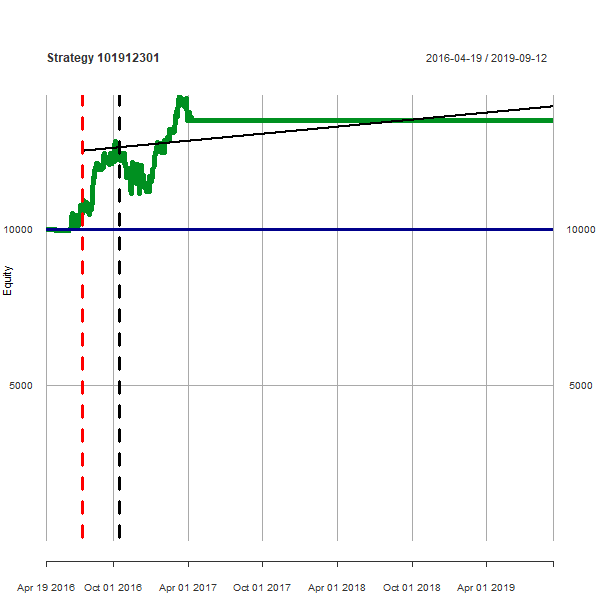 Strategy 101912301
2016-04-19 / 2019-09-12
10000
10000
Equity
5000
5000
Apr 19 2016
Oct 01 2016
Apr 01 2017
Oct 01 2017
Apr 01 2018
Oct 01 2018
Apr 01 2019